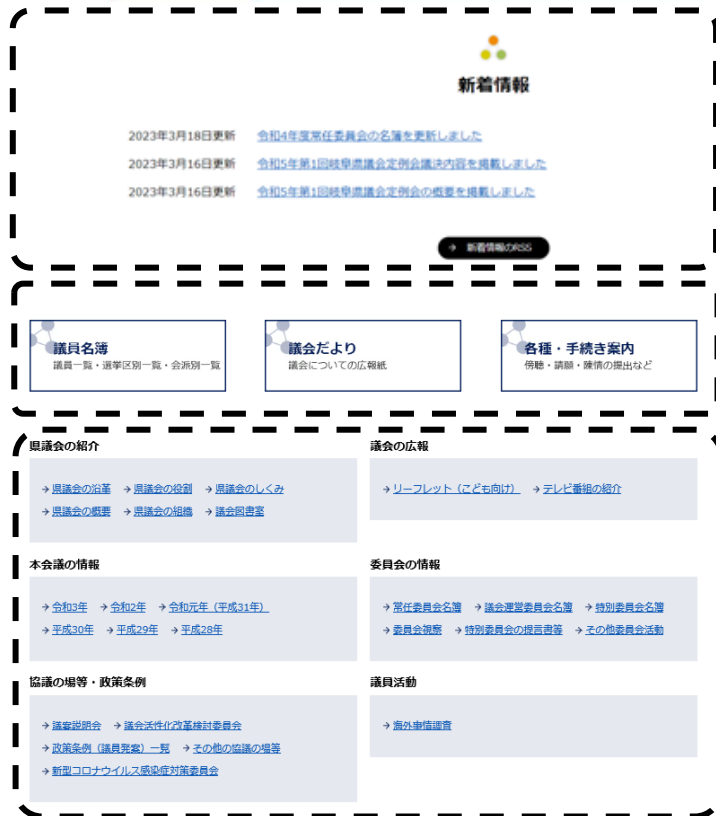 新着情報
2023年3月18日更新 令和4年度常任委員会の名簿を更新しました
2023年3月16日更新 令和5年第1回岐阜県議会定例会議決内容を掲載しました
2023年3月16日更新 令和5年第1回岐阜県議会定例会の概要を掲載しました
→ 新着情報のRSS
議員名簿
議員一覧・選挙区別一覧・会派別一覧
議会だより
議会についての広報紙
各種・手続き案内
傍聴・請願・陳情の提出など
県議会の紹介
→県議会の沿革 →県議会の役割 →県議会のしくみ
→県議会の概要 →県議会の組織 →議会図書室
議会の広報
→リーフレット（こども向け） →テレビ番組の紹介
本会議の情報
→令和3年 →令和2年 →令和元年（平成31年）
→平成30年 →平成29年 →平成28年
委員会の情報
→常任委員会名簿 →議会運営委員会名簿 →特別委員会名簿
→委員会視察 →特別委員会の提言書等 →その他委員会活動
協議の場等・政策条例
→議案説明会 →議会活性化改革検討委員会
→政策条例（議員発案）一覧 →その他の協議の場等
→新型コロナウイルス感染症対策委員会
議員活動
→海外事情調査